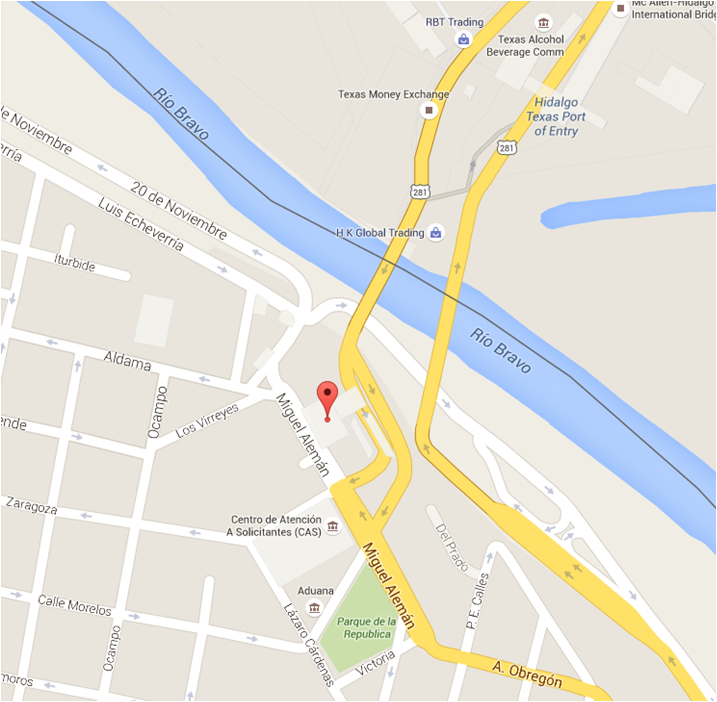 Mc Allen-Hidalgo
International Bridg
RBT Trading
Texas Alcohol
Beverage Comm
Texas Money Exchange
Hidalgo
Texas Port
of Entry
Río Bravo
281
de Noviembre
281
erría
20 de Noviembre
Luis Echeverría
H K Global Trading
Iturbide
Río Bravo
Aldama
Ocampo
Los Virreyes
Miguel Alemán
ende
Zaragoza
Centro de Atención
A Solicitantes (CAS)
Del Prado
Miguel Alemán
P. E. Calles
Aduana
Calle Morelos
Ocampo
Lázaro Cárdenas
Parque de la
Republica
Victoria
A. Obregón
moros